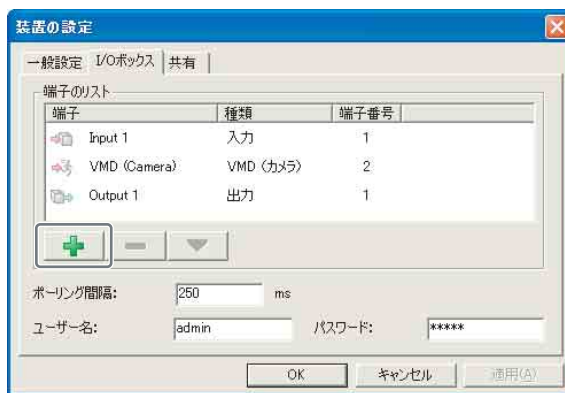 装置の設定
一般設定 I/Oボックス 共有
端子のリスト
端子 種類 端子番号
Input 1 入力 1
VMD (Camera) VMD (カメラ) 2
Output 1 出力 1
ポーリング間隔: 250 ms
ユーザー名: admin パスワード: *****
OK キャンセル 適用(A)